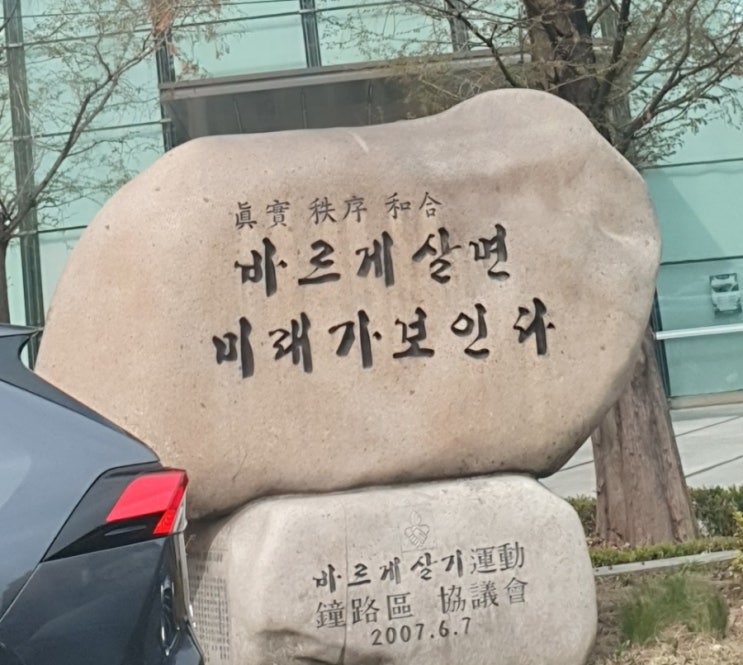 眞實 秩序 和合
바르게살면
미래가보인다
바르게살기運動
鐘路區 協議會
2007.6.7